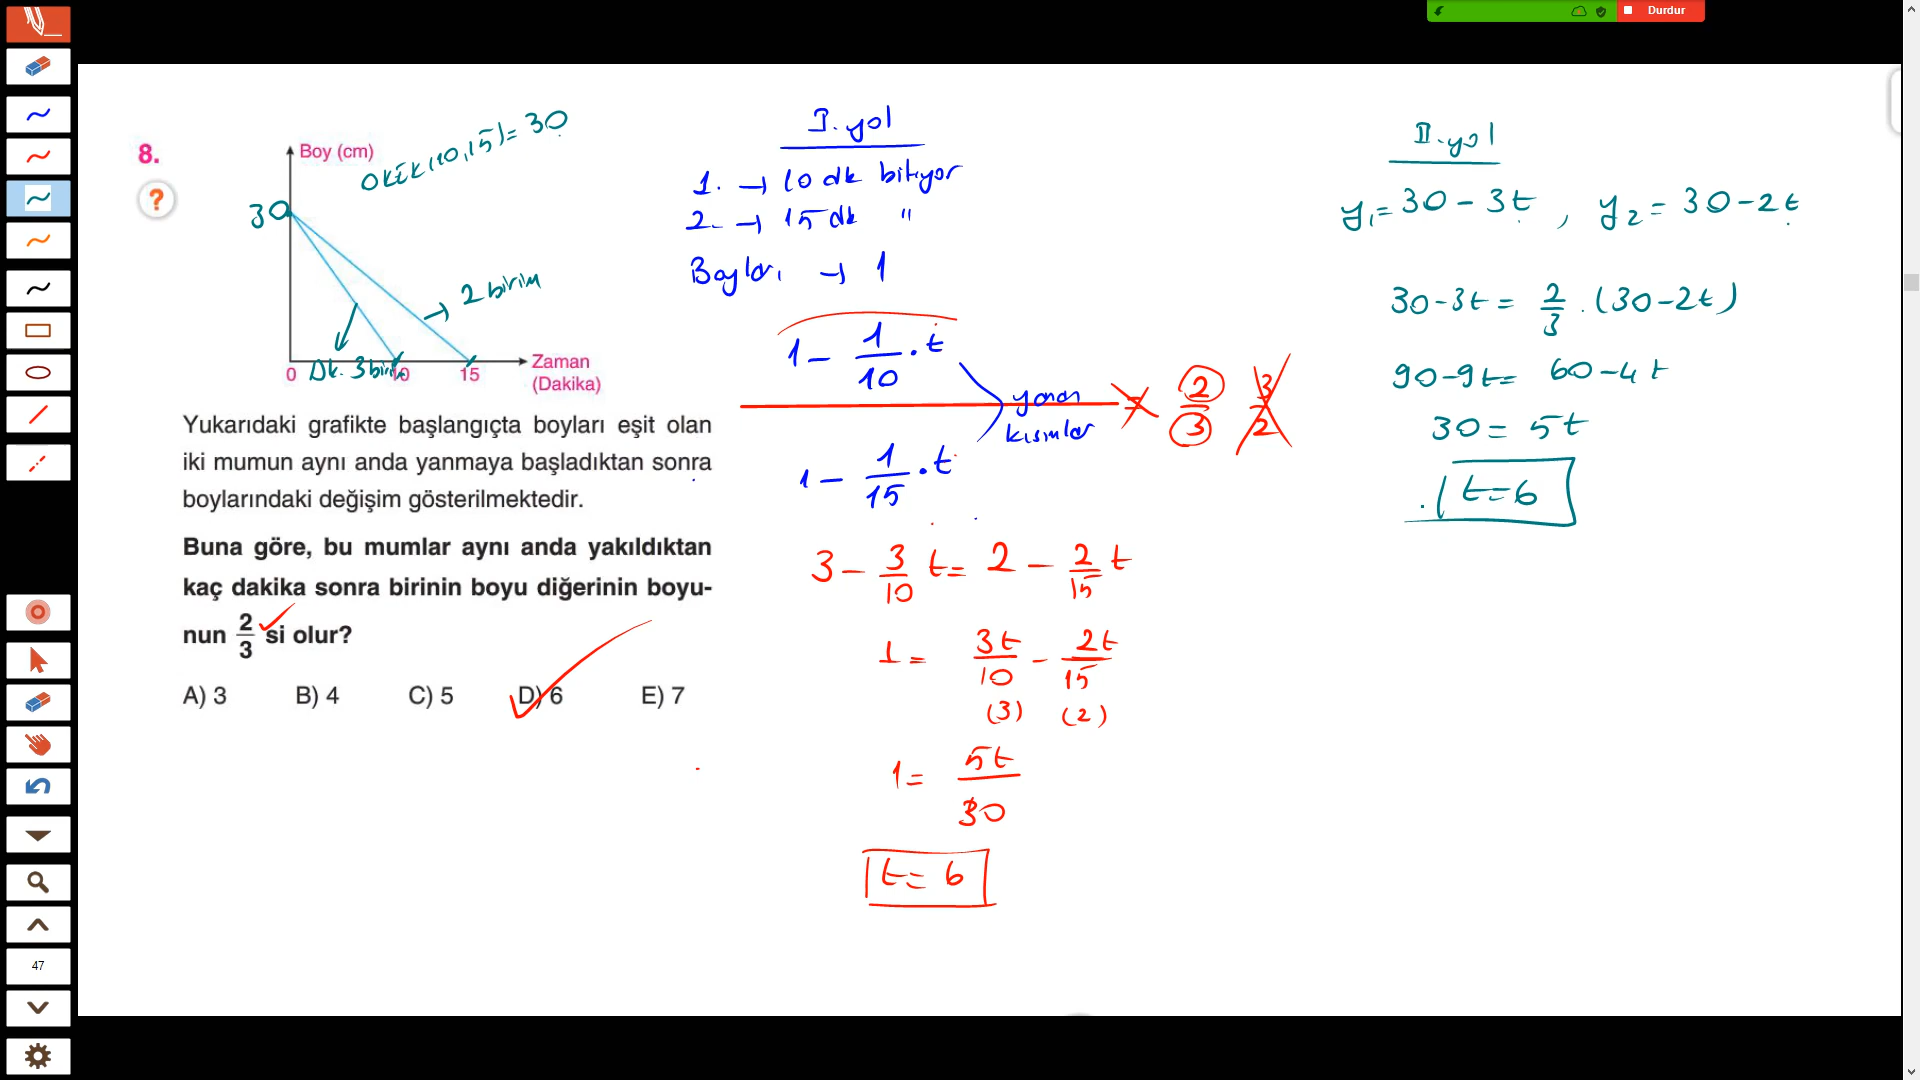 Durdur
8.
?
Boy (cm)
OKEK(10,15)=30
30
→ 2 birim
Zaman
(Dakika)
0
Dk. 3 birim
10
15
Yukarıdaki grafikte başlangıçta boyları eşit olan
iki mumun aynı anda yanmaya başladıktan sonra
boylarındaki değişim gösterilmektedir.
Buna göre, bu mumlar aynı anda yakıldıktan
kaç dakika sonra birinin boyu diğerinin boyu-
nun 2/3 si olur?
A) 3 B) 4 C) 5 D) 6 E) 7
I. yol
1. → 10 dk bitiyor
2. → 15 dk "
Boyları → 1
1 - 1/10 . t
yanan
kısımlar
= 2/3 3/2
1 - 1/15 . t
3 - 3/10 t = 2 - 2/15 t
1 = 3t/10 - 2t/15
(3) (2)
1 = 5t/30
t = 6
II. yol
y₁ = 30 - 3t , y₂ = 30 - 2t
30 - 3t = 2/3 . (30 - 2t)
90 - 9t = 60 - 4t
30 = 5t
t = 6
47